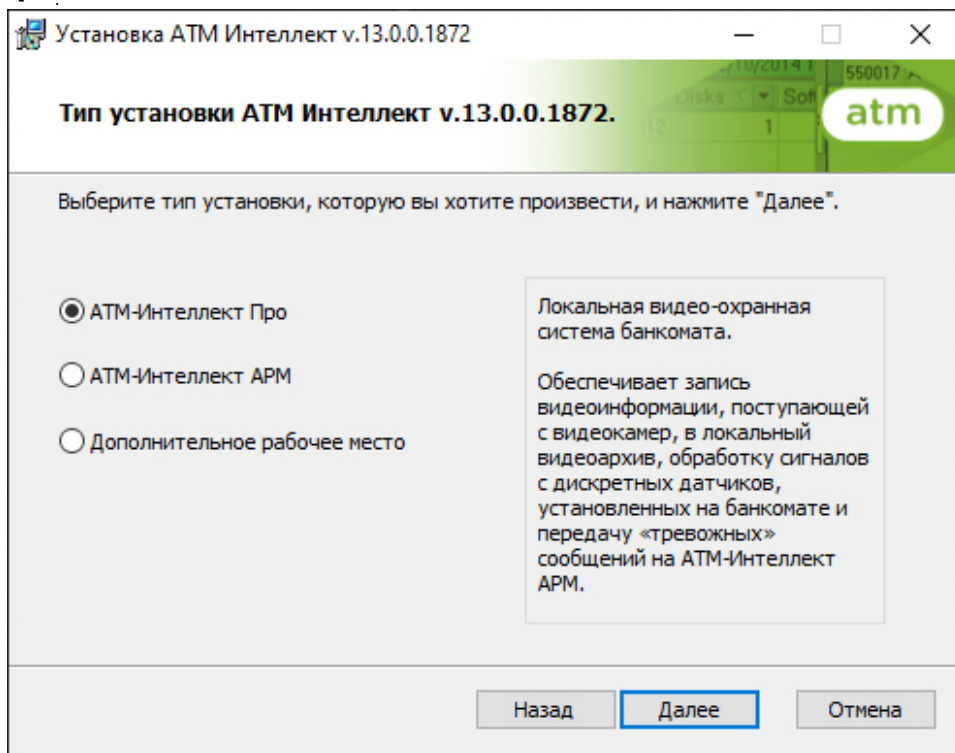 Установка АТМ Интеллект v.13.0.0.1872
Тип установки АТМ Интеллект v.13.0.0.1872.
Disks
1
550017
atm
Выберите тип установки, которую вы хотите произвести, и нажмите "Далее".
АТМ-Интеллект Про
АТМ-Интеллект АРМ
Дополнительное рабочее место
Локальная видео-охранная
система банкомата.
Обеспечивает запись
видеоинформации, поступающей
с видеокамер, в локальный
видеоархив, обработку сигналов
с дискретных датчиков,
установленных на банкомате и
передачу «тревожных»
сообщений на АТМ-Интеллект
АРМ.
Назад
Далее
Отмена